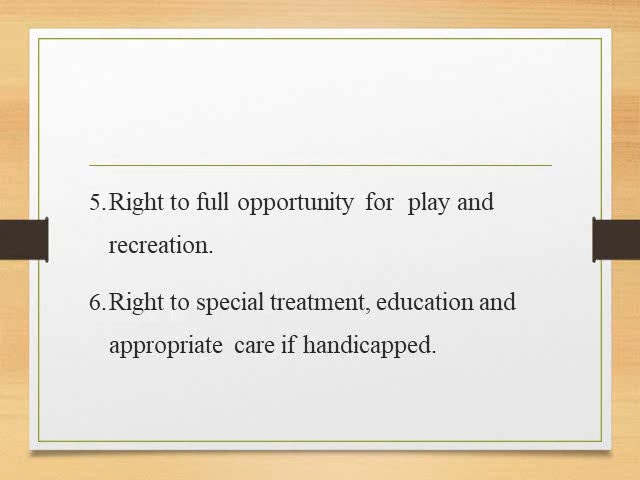 5.Right to full opportunity for play and
recreation.
6.Right to special treatment, education and
appropriate care if handicapped.